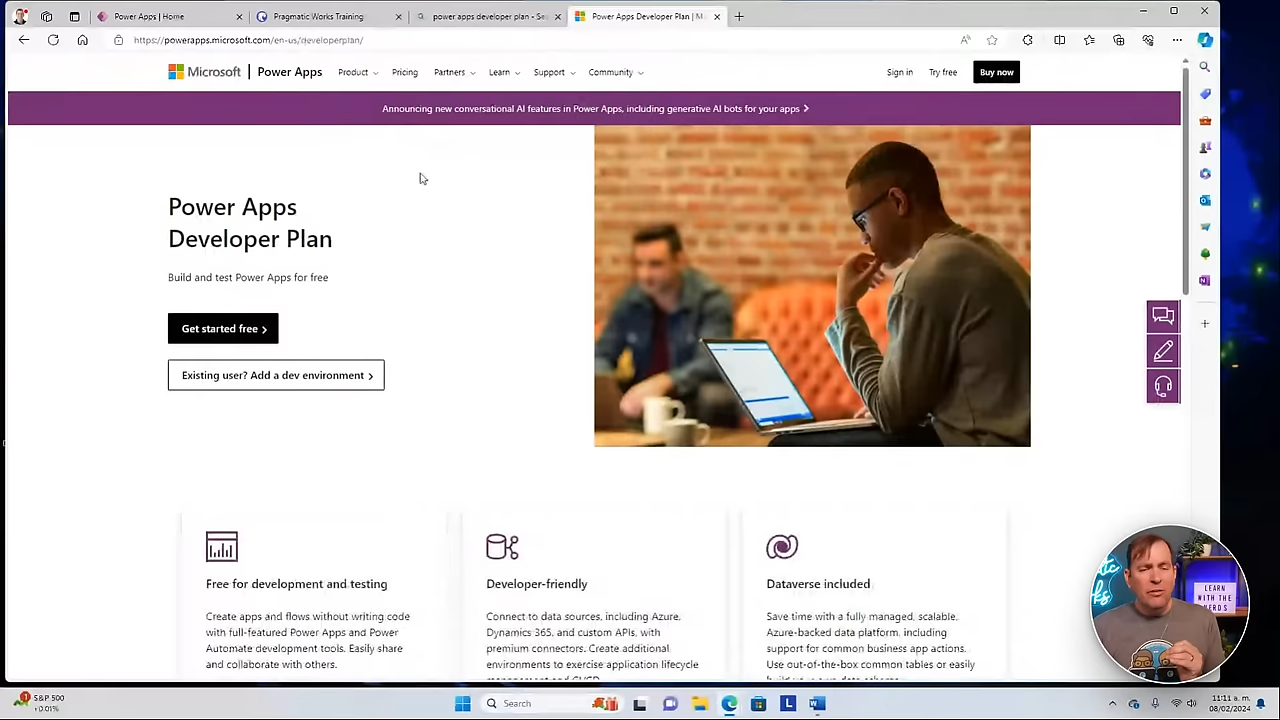 Power Apps | Home
Pragmatic Works Training
power apps developer plan - Se
Power Apps Developer Plan | M
https://powerapps.microsoft.com/en-us/developerplan/
Microsoft
Power Apps
Product
Pricing
Partners
Learn
Support
Community
Sign in
Try free
Buy now
Announcing new conversational AI features in Power Apps, including generative AI bots for your apps
Power Apps
Developer Plan
Build and test Power Apps for free
Get started free
Existing user? Add a dev environment
Free for development and testing
Create apps and flows without writing code
with full-featured Power Apps and Power
Automate development tools. Easily share
and collaborate with others.
Developer-friendly
Connect to data sources, including Azure,
Dynamics 365, and custom APIs, with
premium connectors. Create additional
environments to exercise application lifecycle
Dataverse included
Save time with a fully managed, scalable,
Azure-backed data platform, including
support for common business app actions.
Use out-of-the-box common tables or easily
LEARN
WITH THE
NERDS
S&P 500
+0.01%
Search
11:11 a. m.
08/02/2024